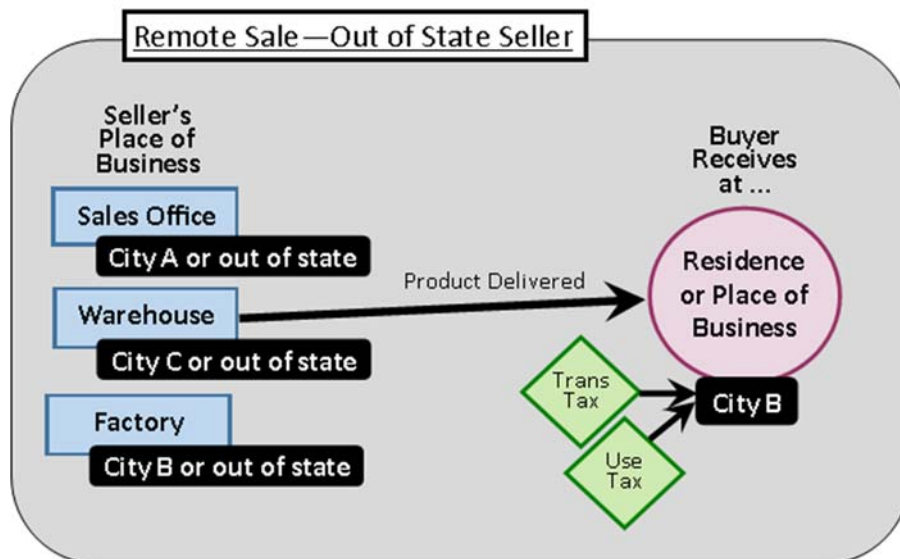 Remote Sale—Out of State Seller
Seller's
Place of
Business
Sales Office
City A or out of state
Warehouse
City C or out of state
Factory
City B or out of state
Product Delivered
Buyer
Receives
at ...
Residence
or Place of
Business
City B
Trans
Tax
Use
Tax